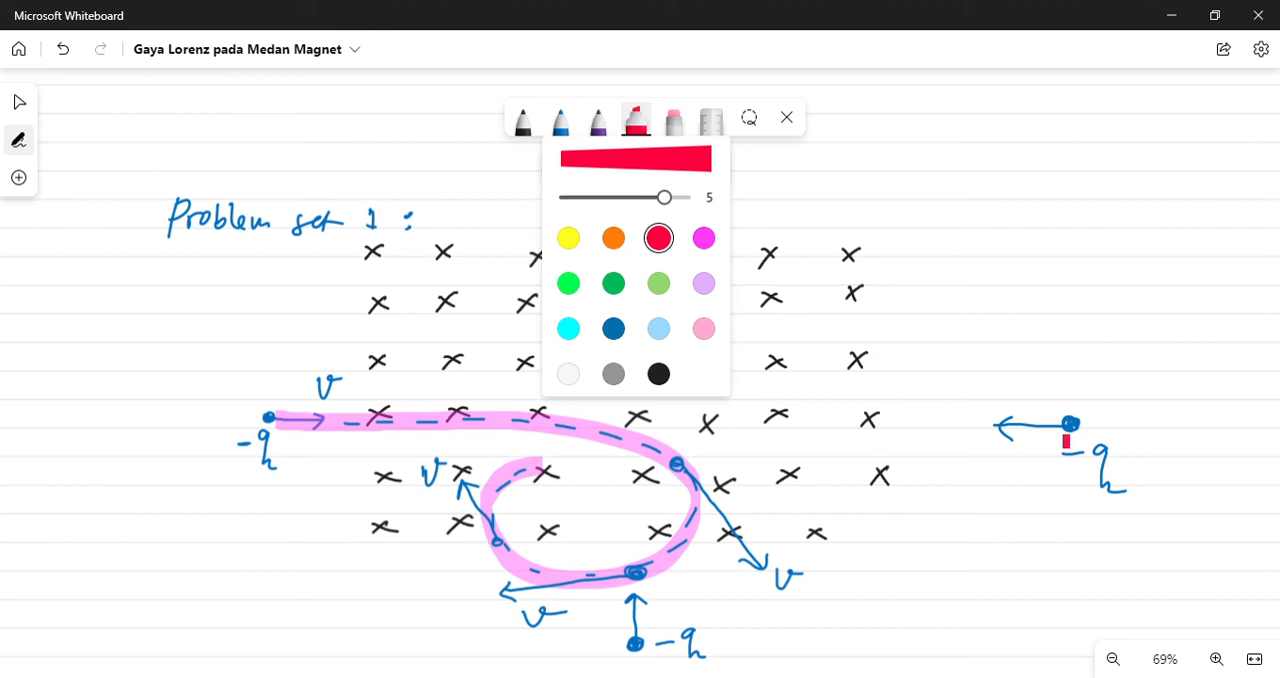 Microsoft Whiteboard
Gaya Lorenz pada Medan Magnet
5
Problem set 1 :
x x x x x
x x x x x
v x x x x x
x x x x x x x
-q
v x x x x x x
-q
x x x x x x
v
v
-q
69%